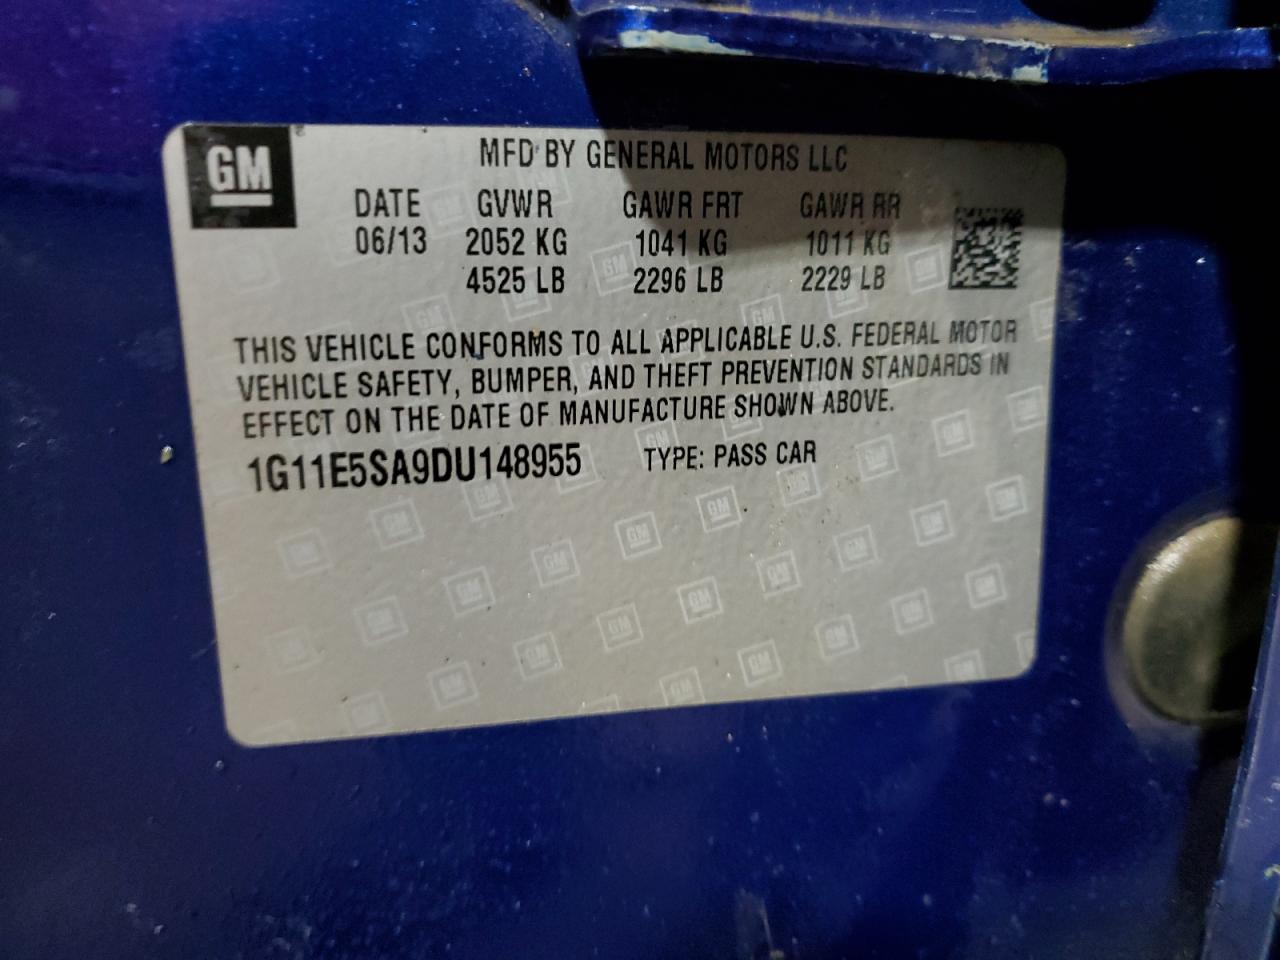 GM
MFD BY GENERAL MOTORS LLC
DATE GVWR GAWR FRT GAWR RR
06/13 2052 KG 1041 KG 1011 KG
4525 LB 2296 LB 2229 LB
THIS VEHICLE CONFORMS TO ALL APPLICABLE U.S. FEDERAL MOTOR
VEHICLE SAFETY, BUMPER, AND THEFT PREVENTION STANDARDS IN
EFFECT ON THE DATE OF MANUFACTURE SHOWN ABOVE.
1G11E5SA9DU148955 TYPE: PASS CAR